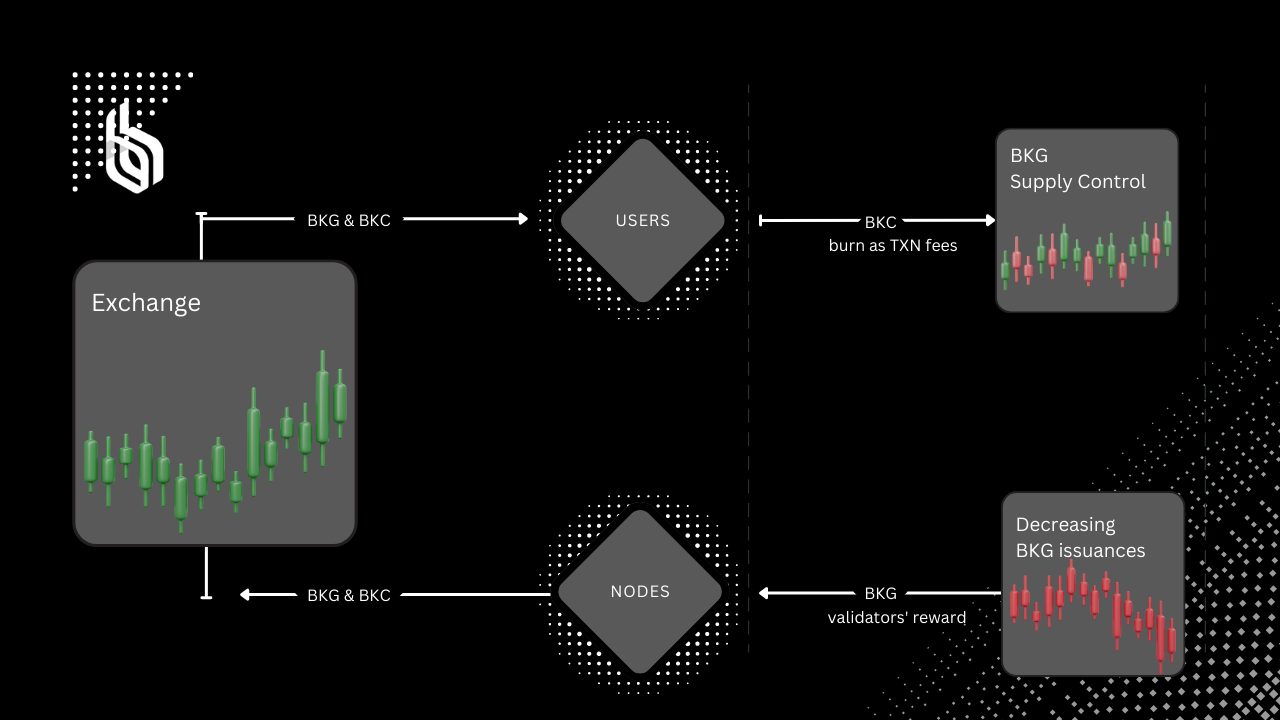 BKG
Supply Control
BKG & BKC
USERS
BKC
burn as TXN fees
Exchange
Decreasing
BKG issuances
BKG & BKC
NODES
BKG
validators' reward